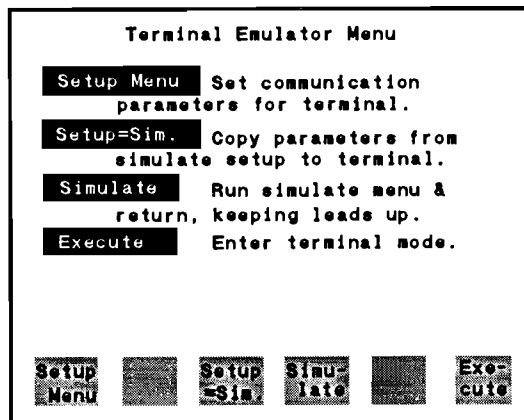 Terminal Emulator Menu
Setup Menu Set communication
parameters for terminal.
Setup=Sim. Copy parameters from
simulate setup to terminal.
Simulate Run simulate menu &
return, keeping leads up.
Execute Enter terminal mode.
Setup Setup Simu- Exe-
Menu =Sim. late cute